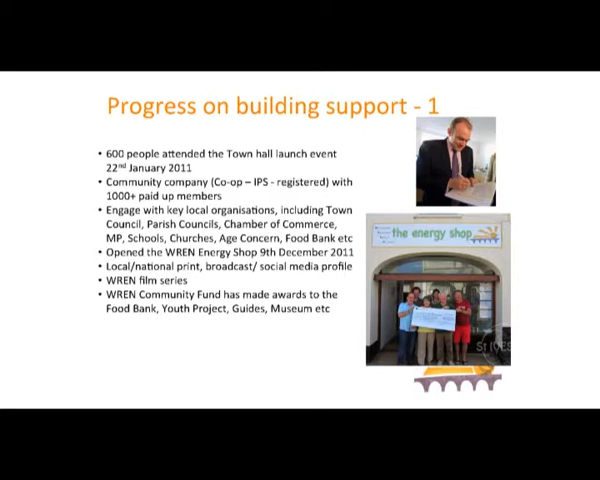 Progress on building support - 1
• 600 people attended the Town hall launch event
22nd January 2011
• Community company (Co-op – IPS - registered) with
1000+ paid up members
• Engage with key local organisations, including Town
Council, Parish Councils, Chamber of Commerce,
MP, Schools, Churches, Age Concern, Food Bank etc
• Opened the WREN Energy Shop 9th December 2011
• Local/national print, broadcast/ social media profile
• WREN film series
• WREN Community Fund has made awards to the
Food Bank, Youth Project, Guides, Museum etc
the energy shop